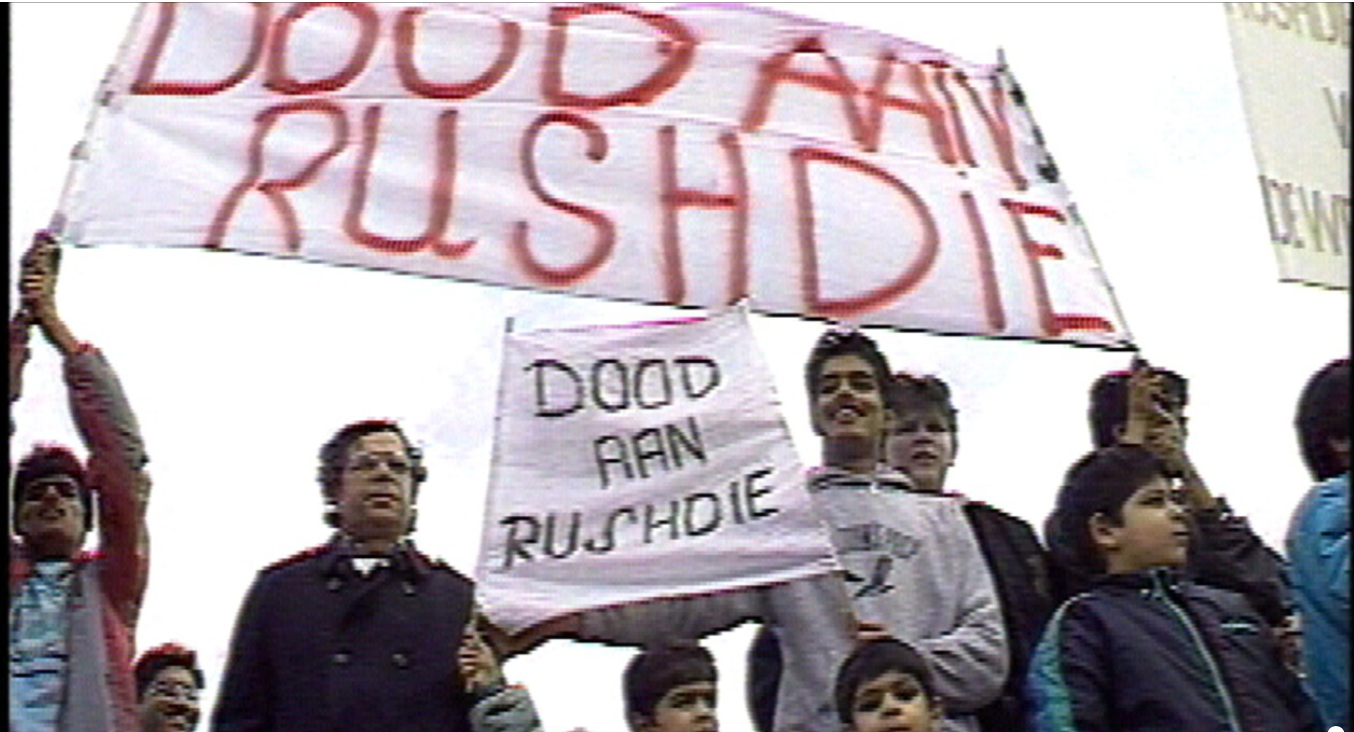 DOOD AAN
RUSHDiE
DOOD
AAN
RUSHDIE